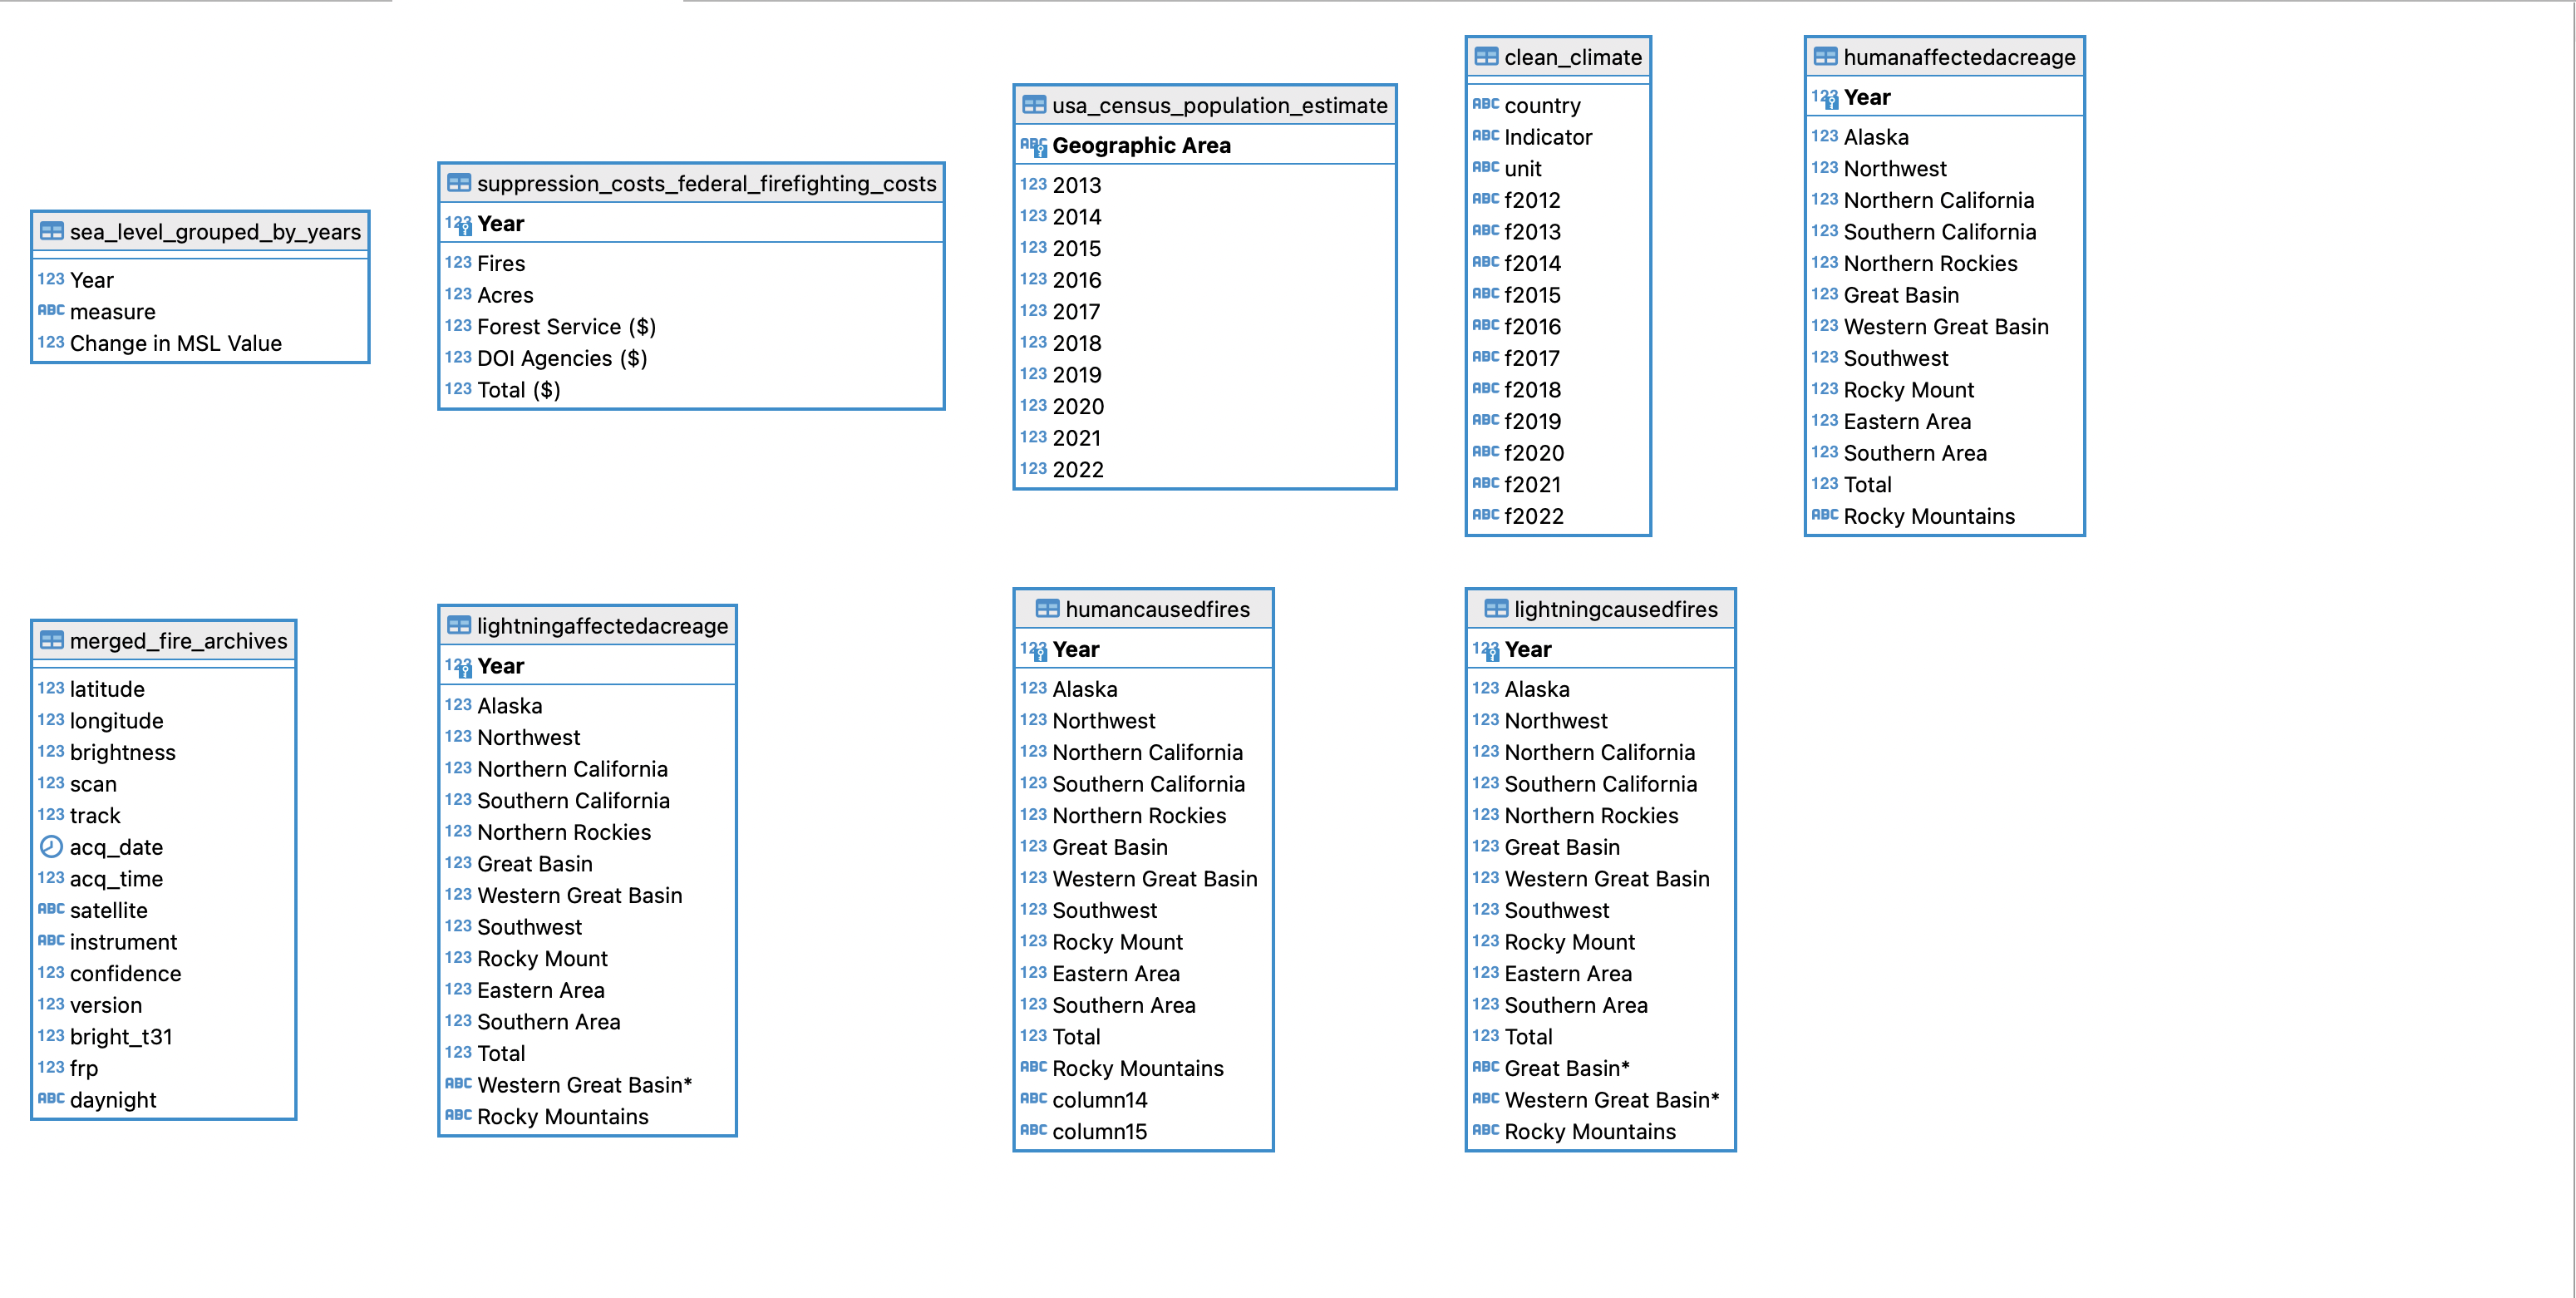 sea_level_grouped_by_years
123 Year
ABC measure
123 Change in MSL Value
suppression_costs_federal_firefighting_costs
123 Year
123 Fires
123 Acres
123 Forest Service ($)
123 DOI Agencies ($)
123 Total ($)
usa_census_population_estimate
ABC Geographic Area
123 2013
123 2014
123 2015
123 2016
123 2017
123 2018
123 2019
123 2020
123 2021
123 2022
clean_climate
ABC country
ABC Indicator
ABC unit
ABC f2012
ABC f2013
ABC f2014
ABC f2015
ABC f2016
ABC f2017
ABC f2018
ABC f2019
ABC f2020
ABC f2021
ABC f2022
humanaffectedacreage
123 Year
123 Alaska
123 Northwest
123 Northern California
123 Southern California
123 Northern Rockies
123 Great Basin
123 Western Great Basin
123 Southwest
123 Rocky Mount
123 Eastern Area
123 Southern Area
123 Total
ABC Rocky Mountains
merged_fire_archives
123 latitude
123 longitude
123 brightness
123 scan
123 track
acq_date
123 acq_time
ABC satellite
ABC instrument
123 confidence
123 version
123 bright_t31
123 frp
ABC daynight
lightningaffectedacreage
123 Year
123 Alaska
123 Northwest
123 Northern California
123 Southern California
123 Northern Rockies
123 Great Basin
123 Western Great Basin
123 Southwest
123 Rocky Mount
123 Eastern Area
123 Southern Area
123 Total
ABC Western Great Basin*
ABC Rocky Mountains
humancausedfires
123 Year
123 Alaska
123 Northwest
123 Northern California
123 Southern California
123 Northern Rockies
123 Great Basin
123 Western Great Basin
123 Southwest
123 Rocky Mount
123 Eastern Area
123 Southern Area
123 Total
ABC Rocky Mountains
ABC column14
ABC column15
lightningcausedfires
123 Year
123 Alaska
123 Northwest
123 Northern California
123 Southern California
123 Northern Rockies
123 Great Basin
123 Western Great Basin
123 Southwest
123 Rocky Mount
123 Eastern Area
123 Southern Area
123 Total
ABC Great Basin*
ABC Western Great Basin*
ABC Rocky Mountains